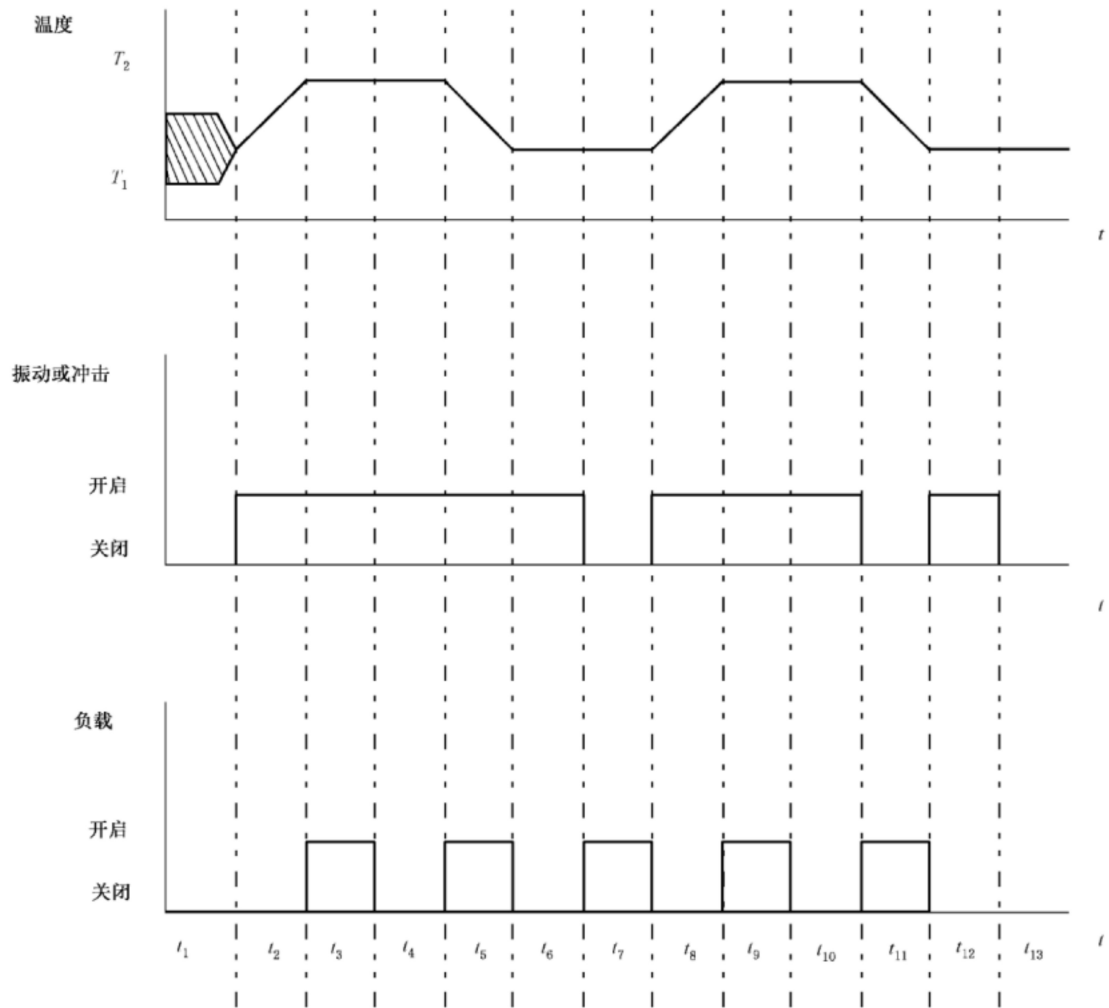 温度
T₂
T₁
t
振动或冲击
开启
关闭
t
负载
开启
关闭
t₁ t₂ t₃ t₄ t₅ t₆ t₇ t₈ t₉ t₁₀ t₁₁ t₁₂ t₁₃ t